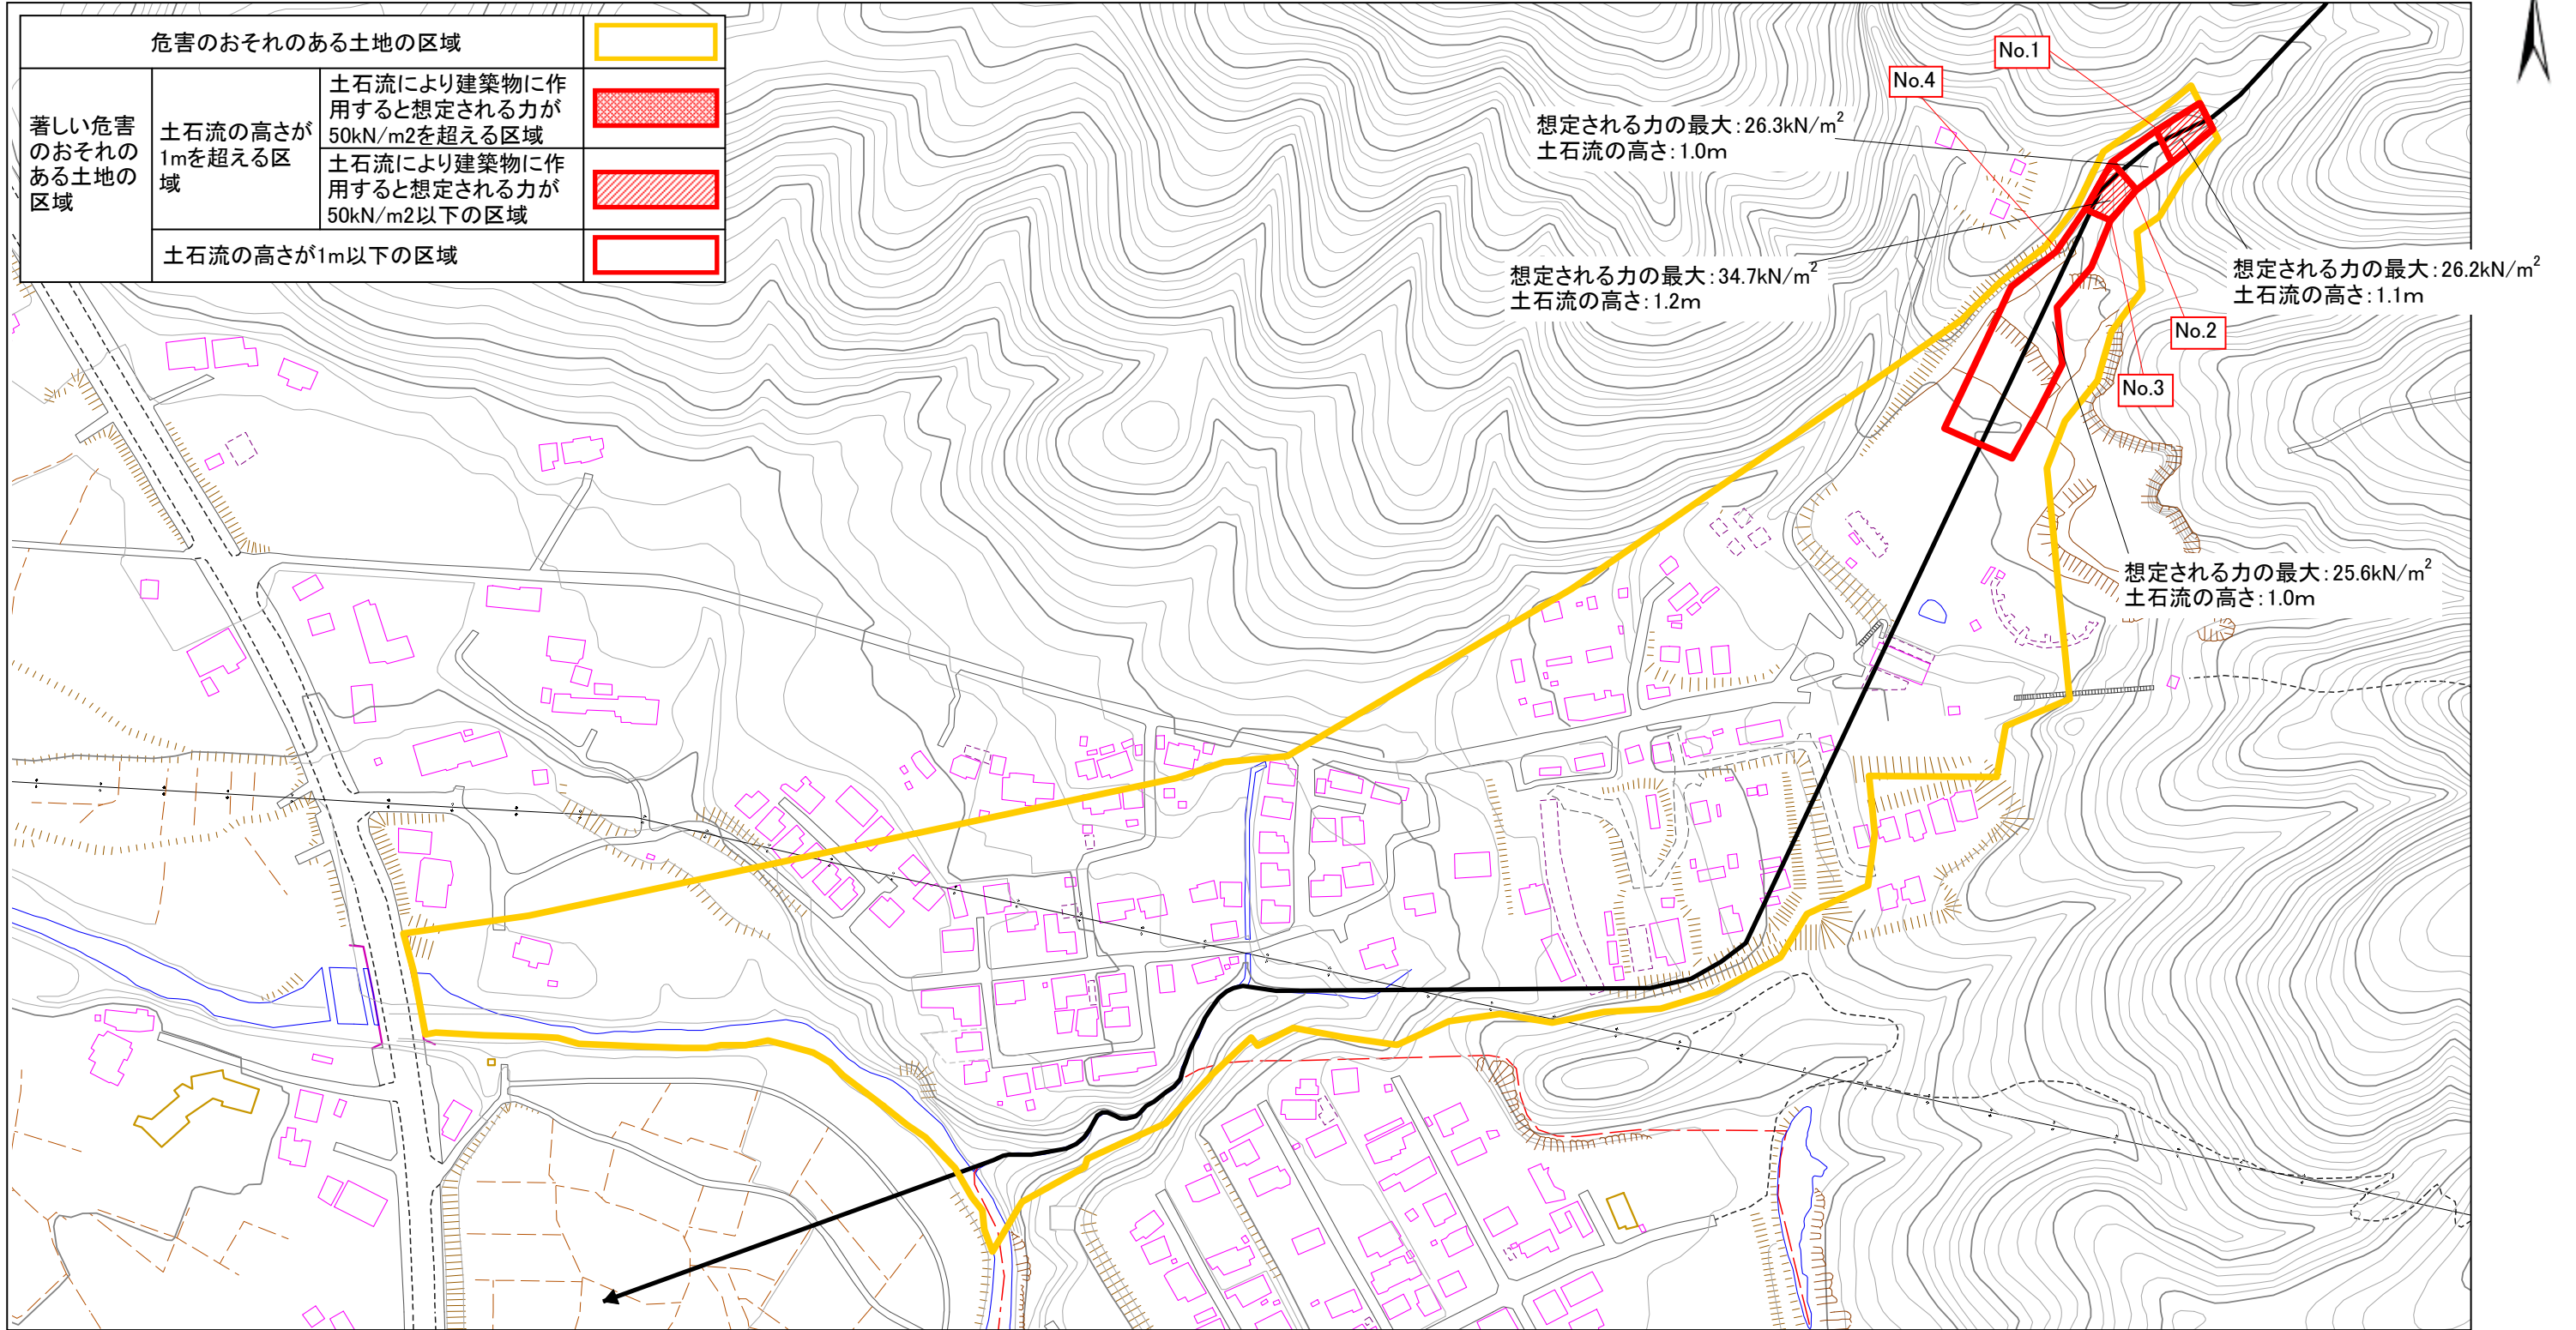 危害のおそれのある土地の区域
著しい危害
のおそれの
ある土地の
区域
土石流の高さが
1mを超える区
域
土石流により建築物に作
用すると想定される力が
50kN/m2を超える区域
土石流により建築物に作
用すると想定される力が
50kN/m2以下の区域
土石流の高さが1m以下の区域
No.1
No.4
想定される力の最大:26.3kN/m²
土石流の高さ:1.0m
想定される力の最大:34.7kN/m²
土石流の高さ:1.2m
想定される力の最大:26.2kN/m²
土石流の高さ:1.1m
No.2
No.3
想定される力の最大:25.6kN/m²
土石流の高さ:1.0m